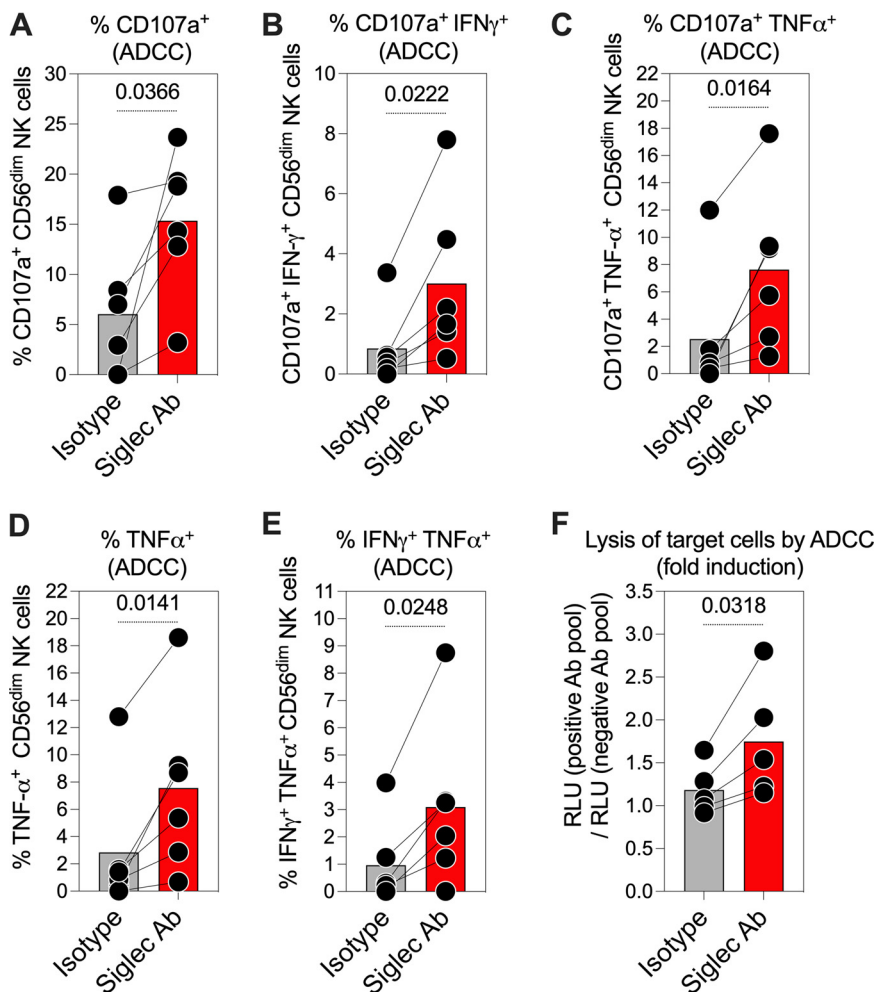 A
% CD107a⁺
(ADCC)
% CD107a⁺ CD56ᵈⁱᵐ NK cells
30
25
20
15
10
5
0
0.0366
Isotype
Siglec Ab
B
% CD107a⁺ IFNγ⁺
(ADCC)
CD107a⁺ IFN-γ⁺ CD56ᵈⁱᵐ NK cells
10
8
6
4
2
0
0.0222
Isotype
Siglec Ab
C
% CD107a⁺ TNFα⁺
(ADCC)
CD107a⁺ TNF-α⁺ CD56ᵈⁱᵐ NK cells
22
20
18
16
14
12
10
8
6
4
2
0
0.0164
Isotype
Siglec Ab
D
% TNFα⁺
(ADCC)
% TNF-α⁺ CD56ᵈⁱᵐ NK cells
22
20
18
16
14
12
10
8
6
4
2
0
0.0141
Isotype
Siglec Ab
E
% IFNγ⁺ TNFα⁺
(ADCC)
% IFNγ⁺ TNFα⁺ CD56ᵈⁱᵐ NK cells
11
10
9
8
7
6
5
4
3
2
1
0
0.0248
Isotype
Siglec Ab
F
Lysis of target cells by ADCC
(fold induction)
RLU (positive Ab pool)
/ RLU (negative Ab pool)
3.5
3.0
2.5
2.0
1.5
1.0
0.5
0.0
0.0318
Isotype
Siglec Ab